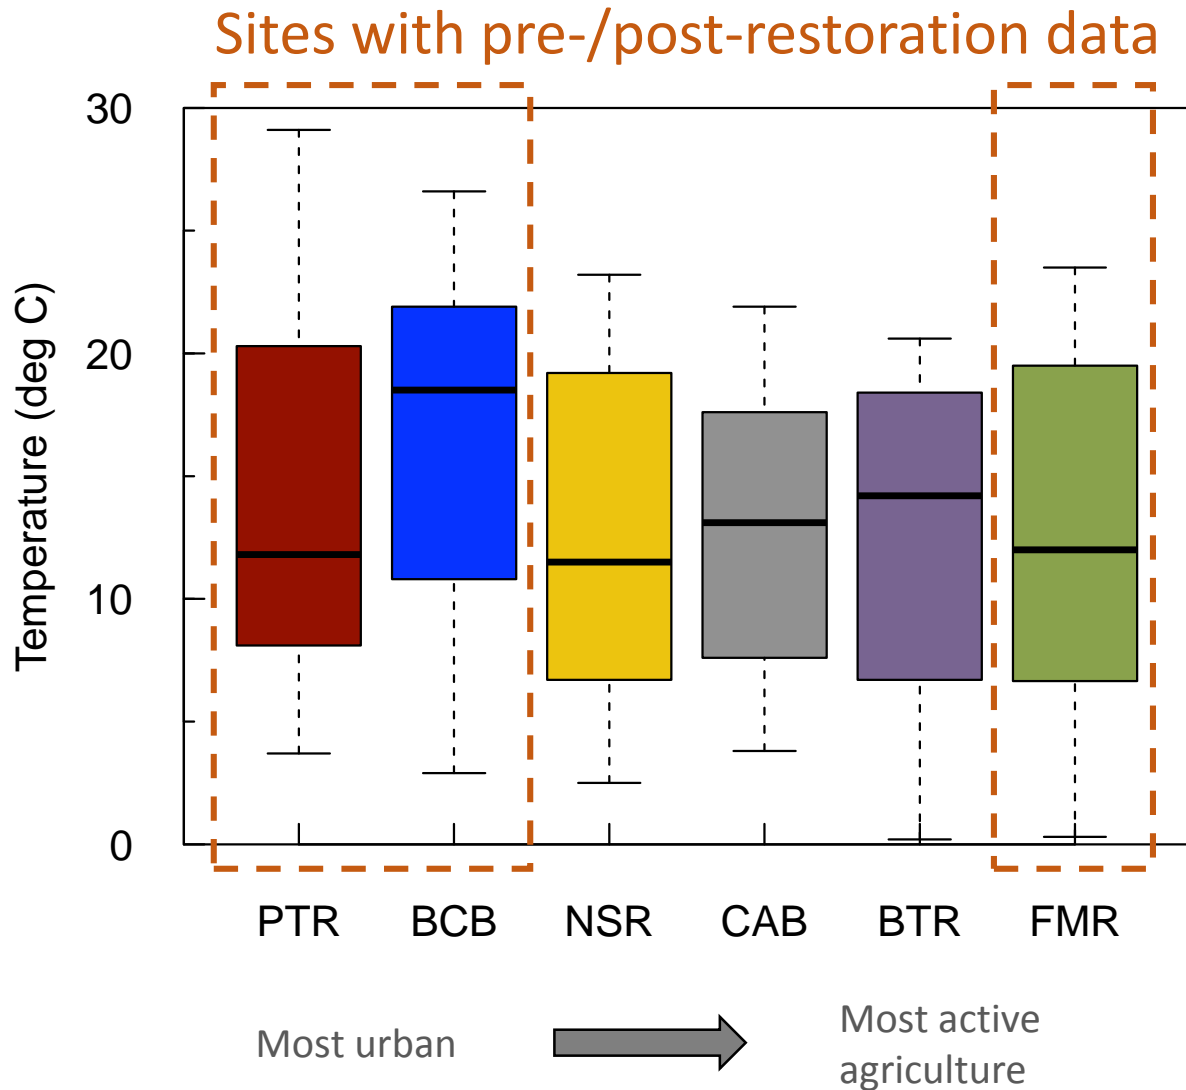 Sites with pre-/post-restoration data
30
20
10
0
Temperature (deg C)
PTR BCB NSR CAB BTR FMR
Most urban
Most active
agriculture